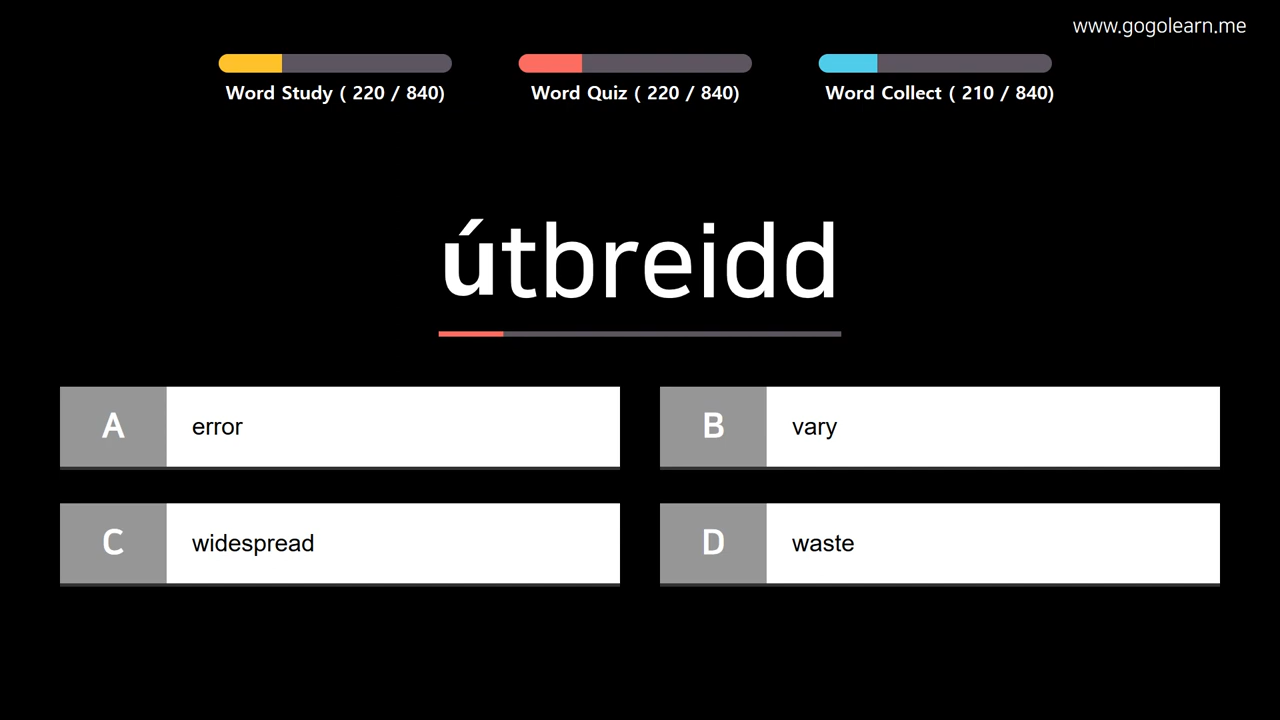 www.gogolearn.me
Word Study ( 220 / 840)
Word Quiz ( 220 / 840)
Word Collect ( 210 / 840)
útbreidd
A error
B vary
C widespread
D waste